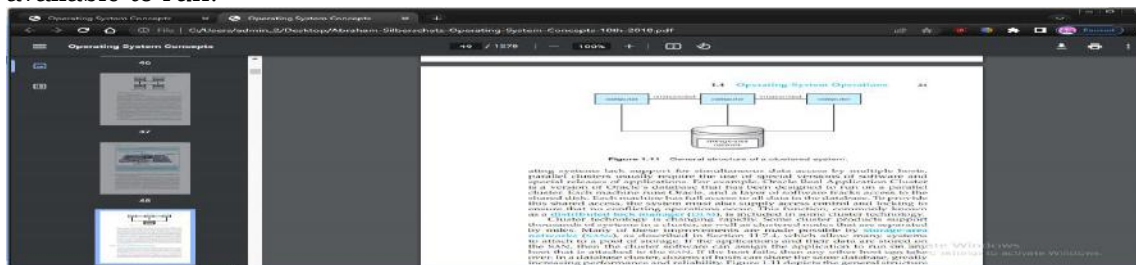 Operating System Concepts
Operating System Concepts
File
C:/Users/admin_2/Desktop/Abraham-Silberschatz-Operating-System-Concepts-10th-2018.pdf
Operating System Concepts
49 / 1278
100%
46
47
48
1.4 Operating-System Operations
21
computer
interconnect
computer
interconnect
computer
Figure 1.11 General structure of a clustered system.
ating systems lack support for simultaneous data access by multiple hosts,
parallel clusters usually require the use of special versions of software and
special releases of applications. For example, Oracle Real Application Cluster
is a version of Oracle's database that has been designed to run on a parallel
cluster. Each machine runs Oracle, and a layer of software tracks access to the
shared disk. Each machine has full access to all data in the database. To provide
this shared access, the system must also supply access control and locking to
ensure that no conflicting operations occur. This function, commonly known
as a distributed lock manager (DLM), is included in some cluster technology.
Cluster technology is changing rapidly. Some cluster products support
thousands of systems in a cluster, as well as clustered nodes that are separated
by miles. Many of these improvements are made possible by storage-area
networks (SANs), as described in Section 11.7.4, which allow many systems
to attach to a pool of storage. If the applications and their data are stored on
the SAN, then the cluster software can assign the application to run on any
host that is attached to the SAN. If the host fails, then any other host can take
over. In a database cluster, dozens of hosts can share the same database, greatly
increasing performance and reliability. Figure 1.11 depicts the general structure